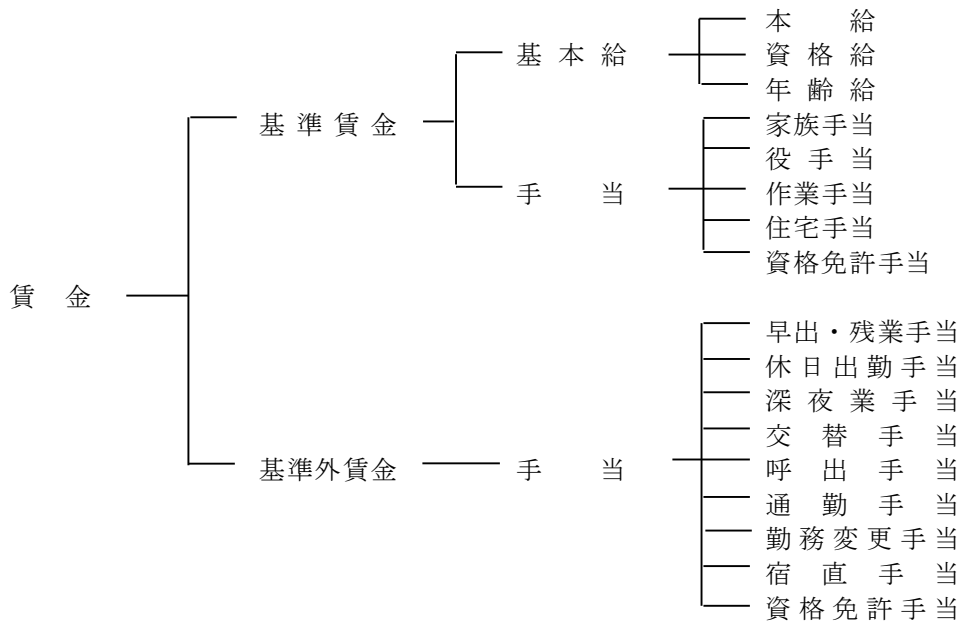 本　給
基本給
資格給
年齢給
基準賃金
家族手当
役手当
手当
作業手当
住宅手当
資格免許手当
賃金
早出・残業手当
休日出勤手当
深夜業手当
交替手当
基準外賃金
手当
呼出手当
通勤手当
勤務変更手当
宿直手当
資格免許手当